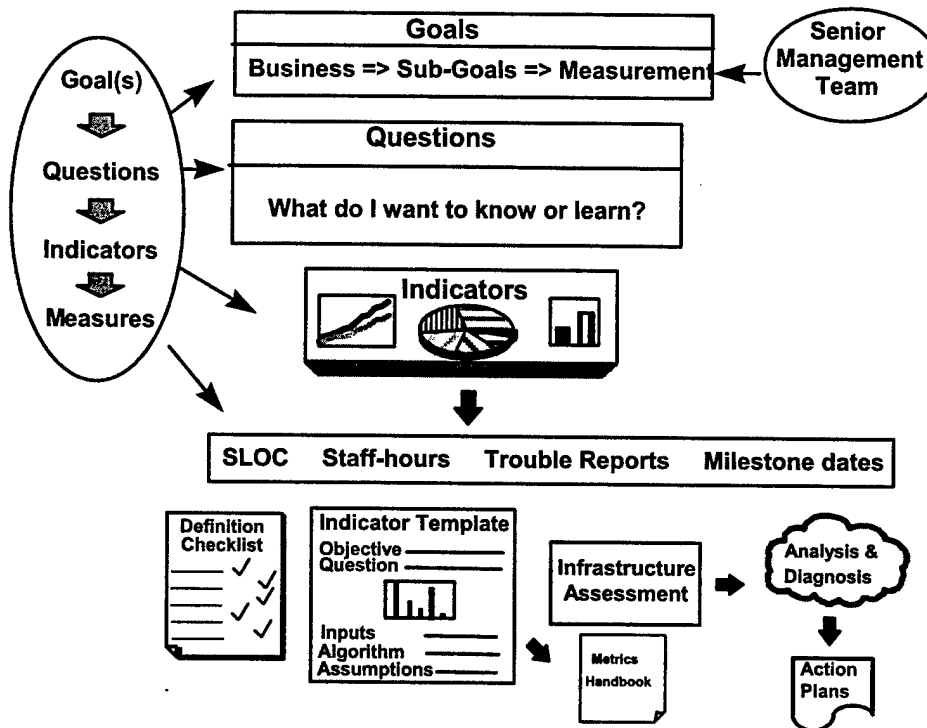 Goal(s)
Questions
Indicators
Measures
Goals
Business => Sub-Goals => Measurement
Senior
Management
Team
Questions
What do I want to know or learn?
Indicators
SLOC Staff-hours Trouble Reports Milestone dates
Definition
Checklist
Indicator Template
Objective
Question
Inputs
Algorithm
Assumptions
Infrastructure
Assessment
Metrics
Handbook
Analysis &
Diagnosis
Action
Plans